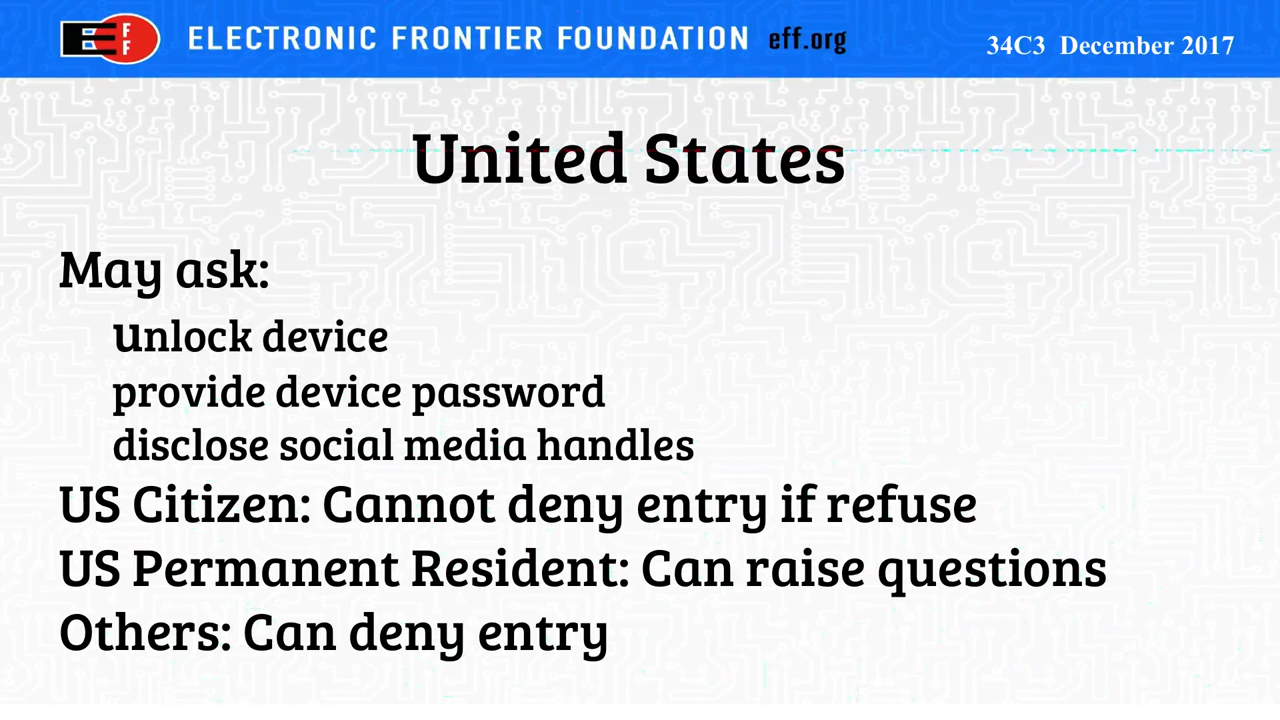 EFF ELECTRONIC FRONTIER FOUNDATION eff.org 34C3 December 2017
United States
May ask:
unlock device
provide device password
disclose social media handles
US Citizen: Cannot deny entry if refuse
US Permanent Resident: Can raise questions
Others: Can deny entry